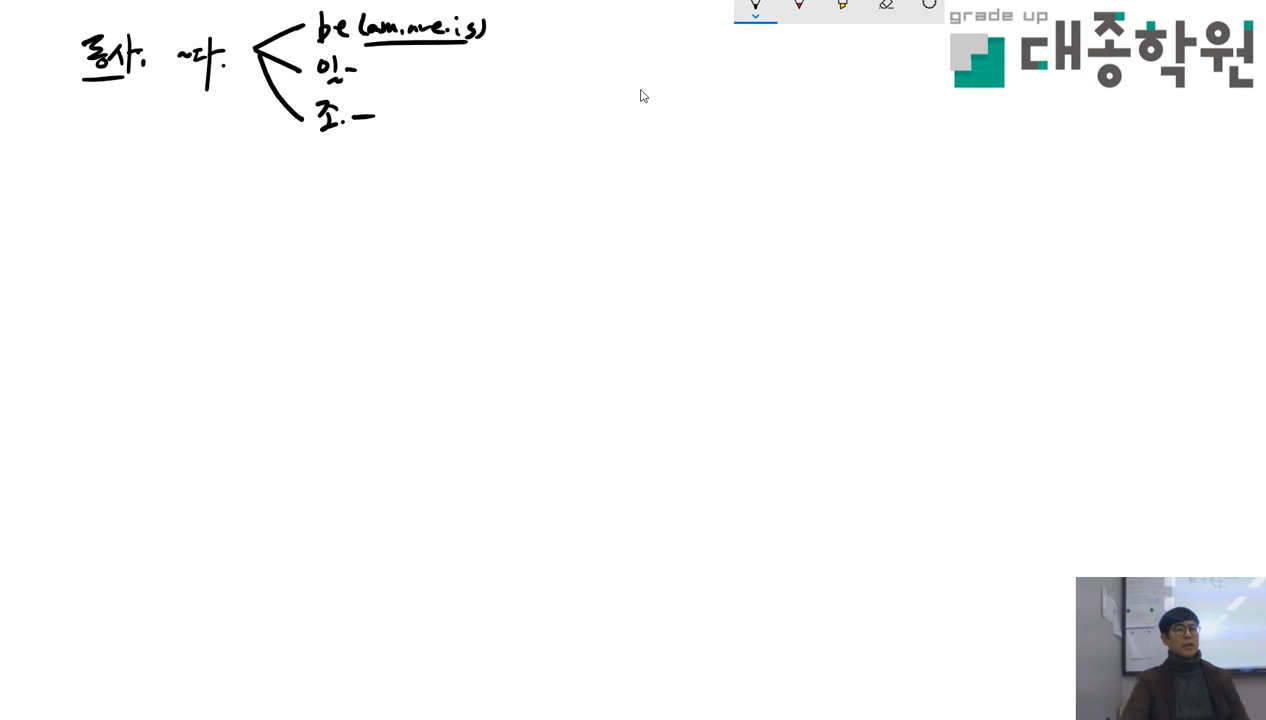 동사. ~다.
be (am.are.is)
일-
조.-
grade up
대종학원